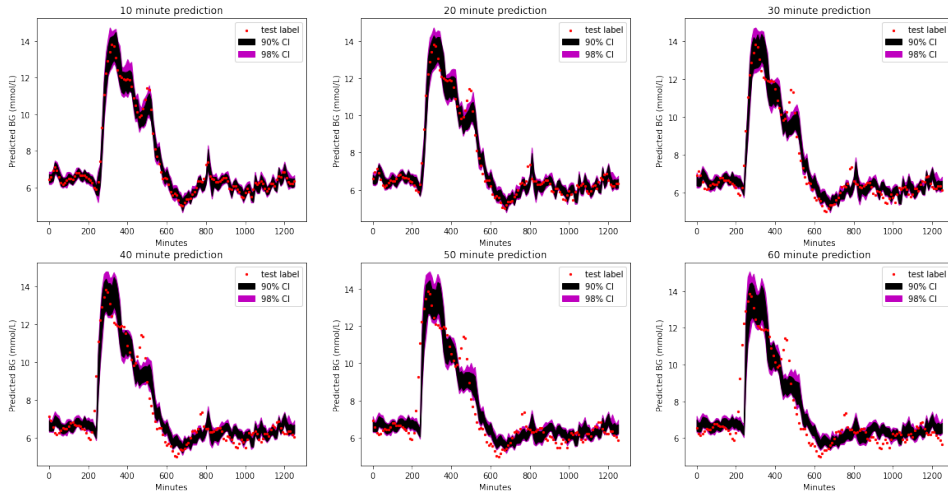 10 minute prediction
20 minute prediction
30 minute prediction
14
12
10
8
6
Predicted BG (mmol/L)
test label
90% CI
98% CI
0
200
400
600
800
1000
1200
Minutes
14
12
10
8
6
Predicted BG (mmol/L)
test label
90% CI
98% CI
0
200
400
600
800
1000
1200
Minutes
14
12
10
8
6
Predicted BG (mmol/L)
test label
90% CI
98% CI
0
200
400
600
800
1000
1200
Minutes
40 minute prediction
50 minute prediction
60 minute prediction
14
12
10
8
6
Predicted BG (mmol/L)
test label
90% CI
98% CI
0
200
400
600
800
1000
1200
Minutes
14
12
10
8
6
Predicted BG (mmol/L)
test label
90% CI
98% CI
0
200
400
600
800
1000
1200
Minutes
14
12
10
8
6
Predicted BG (mmol/L)
test label
90% CI
98% CI
0
200
400
600
800
1000
1200
Minutes